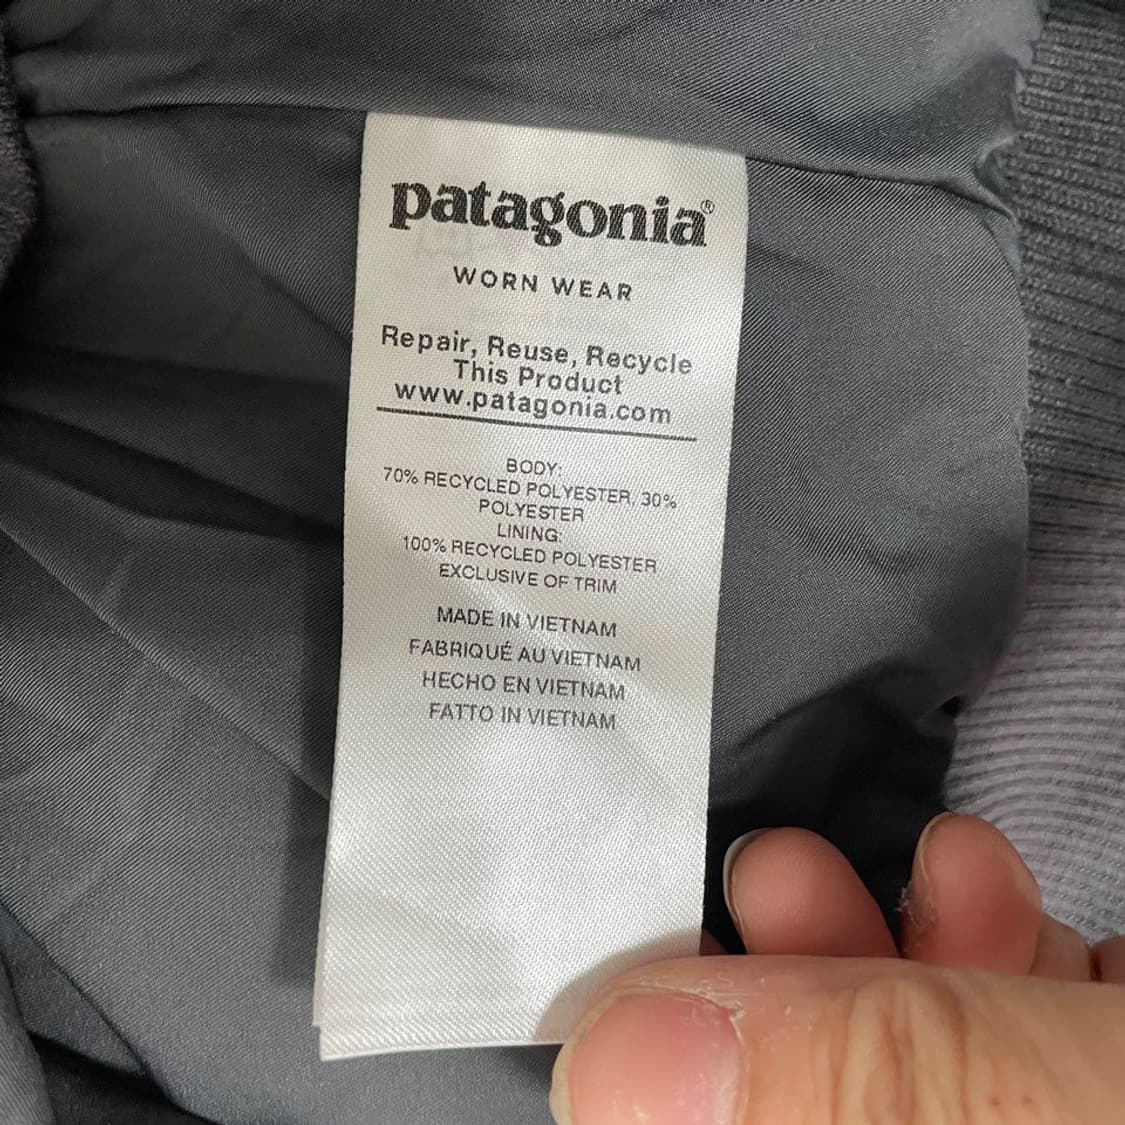 patagonia®
WORN WEAR
Repair, Reuse, Recycle
This Product
www.patagonia.com
BODY:
70% RECYCLED POLYESTER, 30%
POLYESTER
LINING:
100% RECYCLED POLYESTER
EXCLUSIVE OF TRIM
MADE IN VIETNAM
FABRIQUÉ AU VIETNAM
HECHO EN VIETNAM
FATTO IN VIETNAM